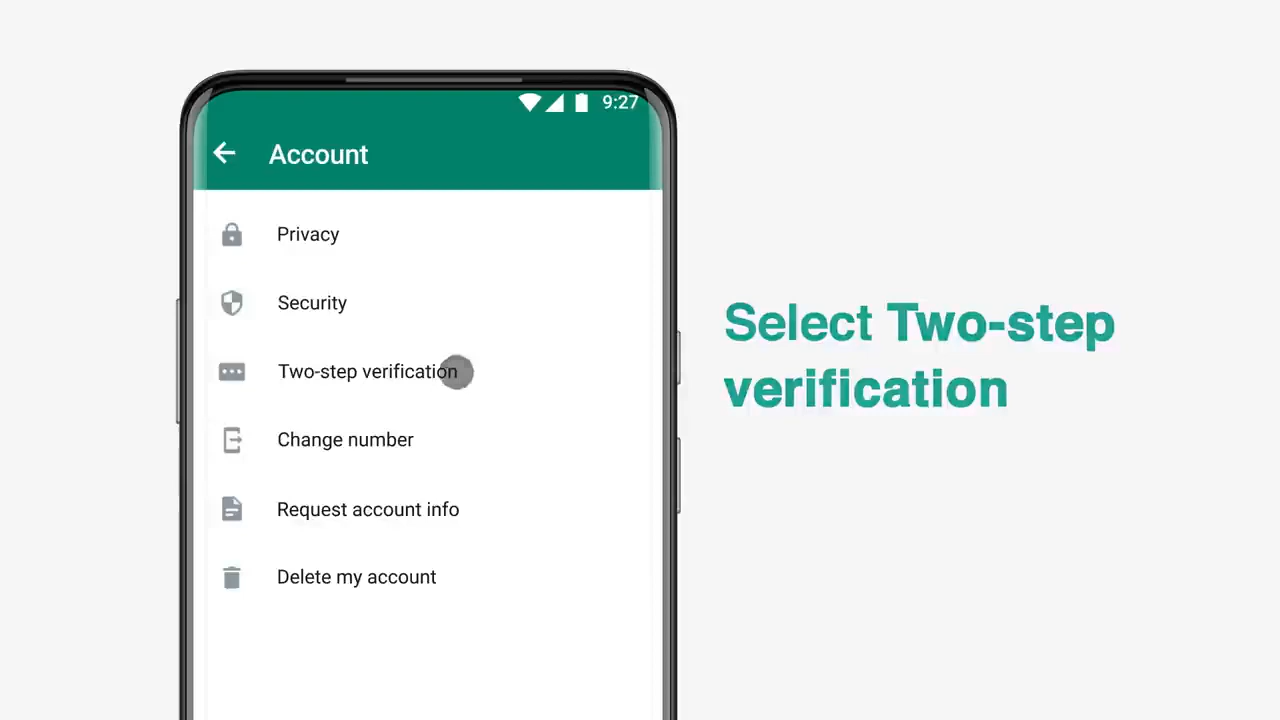 9:27
Account
Privacy
Security
Two-step verification
Change number
Request account info
Delete my account
Select Two-step
verification